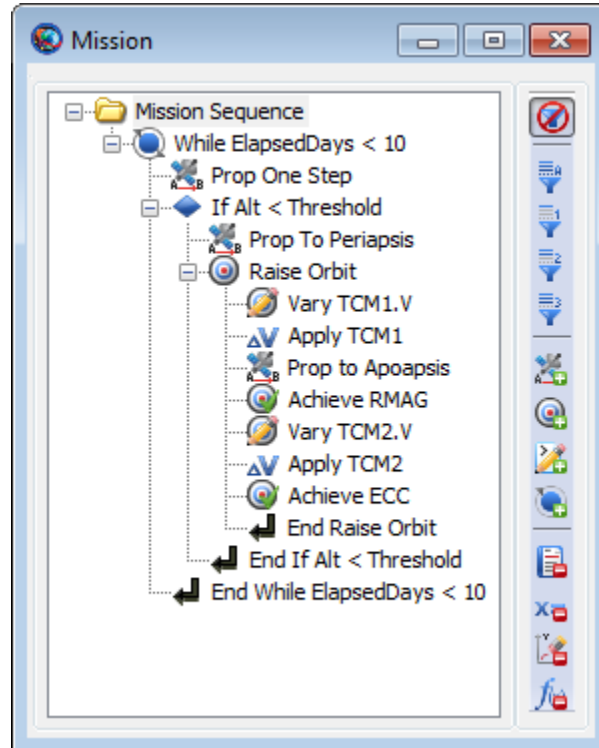 Mission
Mission Sequence
While ElapsedDays < 10
Prop One Step
If Alt < Threshold
Prop To Periapsis
Raise Orbit
Vary TCM1.V
ΔV Apply TCM1
Prop to Apoapsis
Achieve RMAG
Vary TCM2.V
ΔV Apply TCM2
Achieve ECC
End Raise Orbit
End If Alt < Threshold
End While ElapsedDays < 10